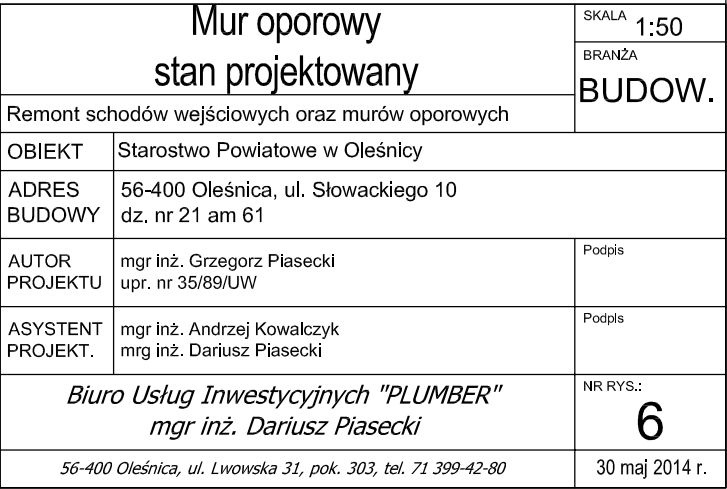 Mur oporowy
stan projektowany
SKALA 1:50
BRANŻA
BUDOW.
Remont schodów wejściowych oraz murów oporowych
OBIEKT Starostwo Powiatowe w Oleśnicy
ADRES BUDOWY
56-400 Oleśnica, ul. Słowackiego 10
dz. nr 21 am 61
AUTOR PROJEKTU
mgr inż. Grzegorz Piasecki
upr. nr 35/89/UW
Podpis
ASYSTENT PROJEKT.
mgr inż. Andrzej Kowalczyk
mrg inż. Dariusz Piasecki
Podpis
Biuro Usług Inwestycyjnych "PLUMBER"
mgr inż. Dariusz Piasecki
NR RYS.:
6
56-400 Oleśnica, ul. Lwowska 31, pok. 303, tel. 71 399-42-80
30 maj 2014 r.